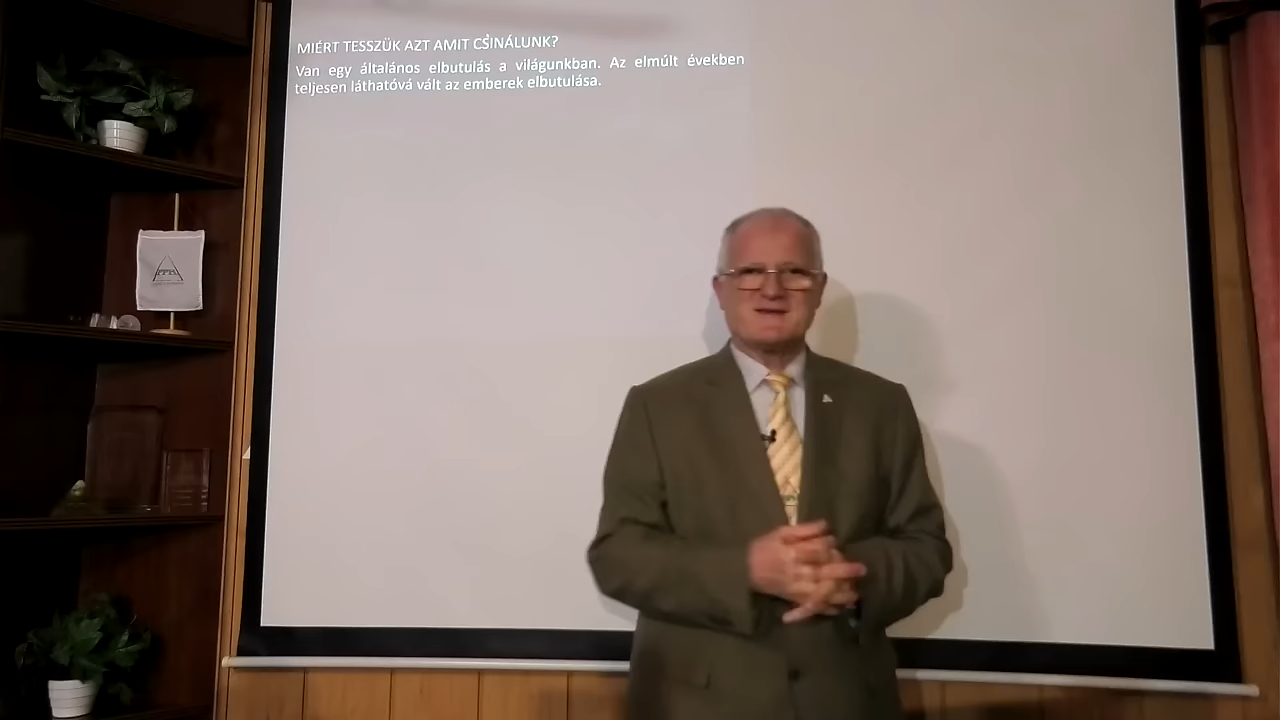 MIÉRT TESSZÜK AZT AMIT CSINÁLUNK?
Van egy általános elbutulás a világunkban. Az elmúlt években
teljesen láthatóvá vált az emberek elbutulása.